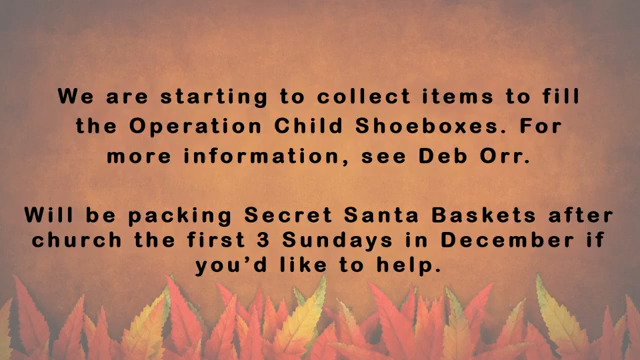 We are starting to collect items to fill
the Operation Child Shoeboxes. For
more information, see Deb Orr.
Will be packing Secret Santa Baskets after
church the first 3 Sundays in December if
you’d like to help.